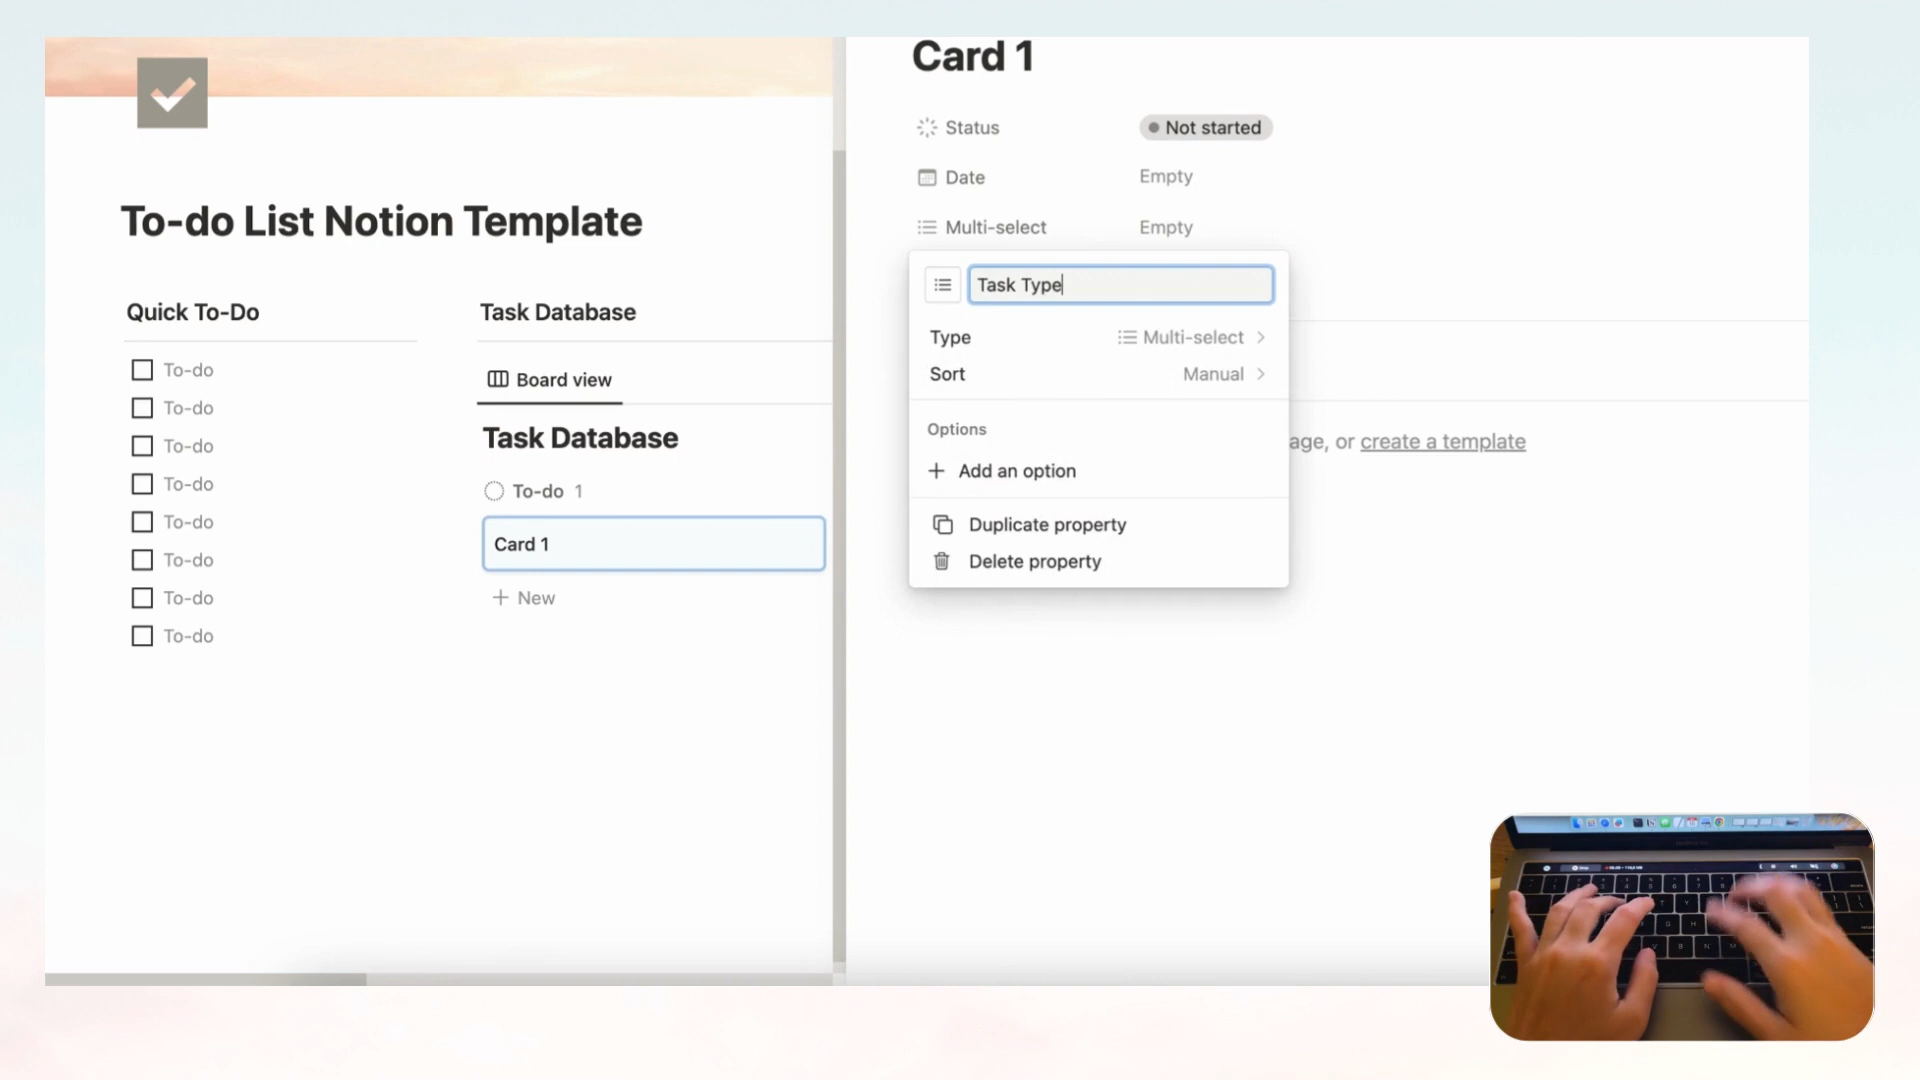 To-do List Notion Template
Quick To-Do
To-do
To-do
To-do
To-do
To-do
To-do
To-do
To-do
Task Database
Board view
Task Database
To-do 1
Card 1
New
Card 1
Status Not started
Date Empty
Multi-select Empty
Task Type
Type Multi-select
Sort Manual
Options
Add an option
Duplicate property
Delete property
age, or create a template